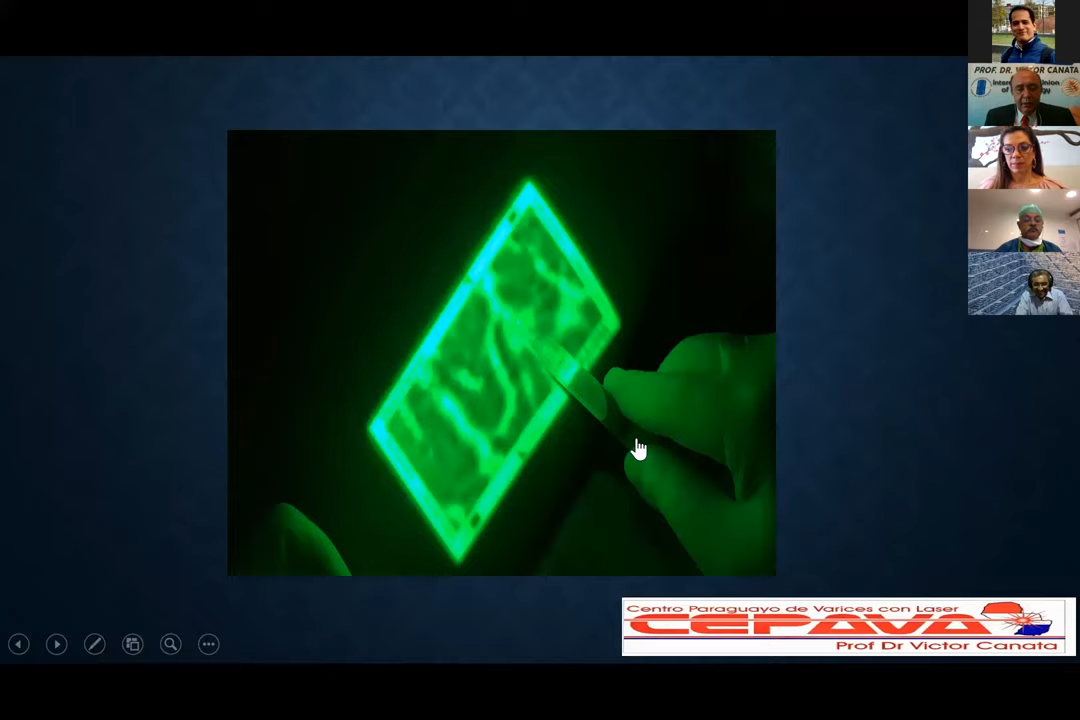 PROF. DR. VICTOR CANATA
Centro Paraguayo de Varices con Laser
CEPAVA
Prof Dr Victor Canata